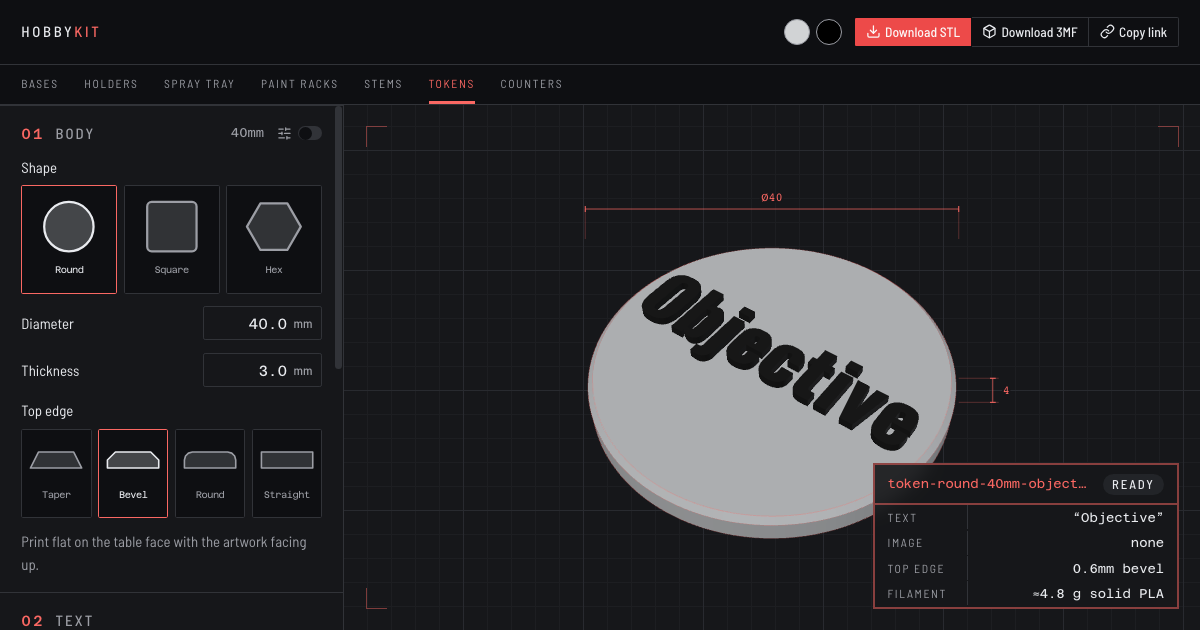 HOBBYKIT
Download STL
Download 3MF
Copy link
BASES
HOLDERS
SPRAY TRAY
PAINT RACKS
STEMS
TOKENS
COUNTERS
01 BODY
40mm
Shape
Round
Square
Hex
Diameter
40.0 mm
Thickness
3.0 mm
Top edge
Taper
Bevel
Round
Straight
Print flat on the table face with the artwork facing
up.
02 TEXT
Ø40
Objective
4
token-round-40mm-object…
READY
TEXT
“Objective”
IMAGE
none
TOP EDGE
0.6mm bevel
FILAMENT
≈4.8 g solid PLA